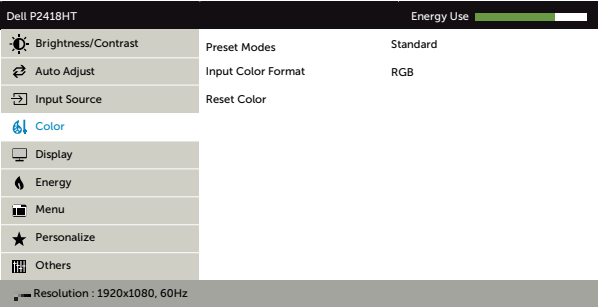 Dell P2418HT Energy Use
Brightness/Contrast
Auto Adjust
Input Source
Color
Display
Energy
Menu
Personalize
Others
Preset Modes Standard
Input Color Format RGB
Reset Color
Resolution : 1920x1080, 60Hz